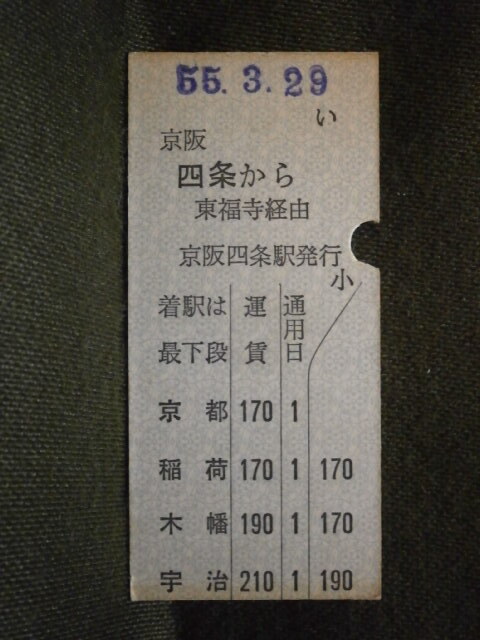 55.3.29
い
京阪
四条から
東福寺経由
京阪四条駅発行
小
着駅は 運 通
最下段 賃 用日
京都 170 1
稲荷 170 1 170
木幡 190 1 170
宇治 210 1 190